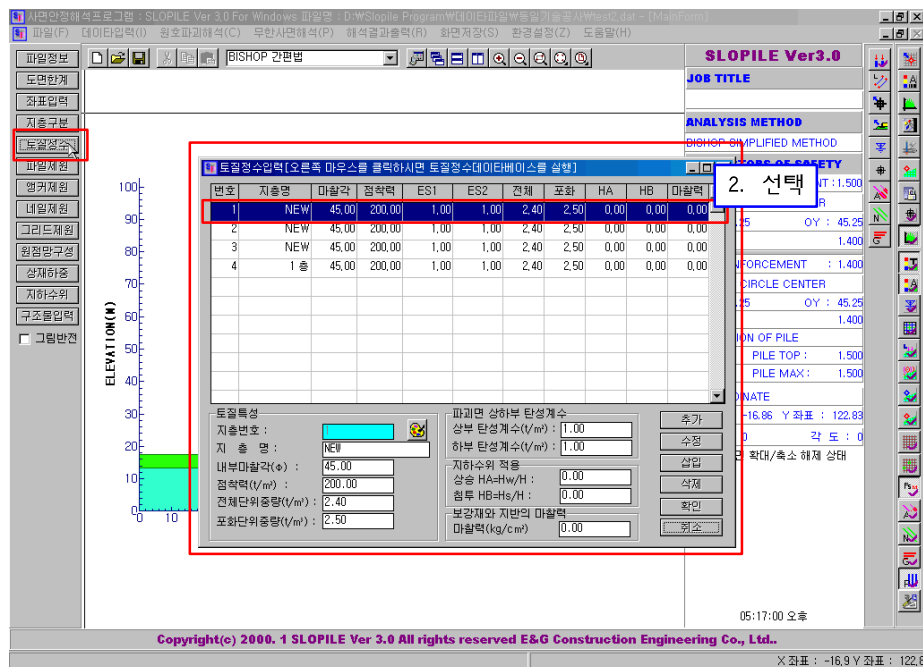 사면안정해석프로그램 : SLOPILE Ver 3.0 For Windows 파일명 : D:\Slopile Program\데이타파일\동일기술공사\test2.dat - [MainForm]
파일(F) 데이타입력(I) 원호파괴해석(C) 무한사면해석(P) 해석결과출력(R) 화면저장(S) 환경설정(Z) 도움말(H)
파일정보
도면한계
좌표입력
지층구분
토질정수
파일제원
앵커제원
네일제원
그리드제원
원점망구성
상재하중
지하수위
구조물입력
그림반전
BISHOP 간편법
SLOPILE Ver3.0
JOB TITLE
ANALYSIS METHOD
BISHOP SIMPLIFIED METHOD
OY : 45.25
1.400
: 1.400
CIRCLE CENTER
OY : 45.25
1.400
ON OF PILE
PILE TOP : 1.500
PILE MAX : 1.500
-16.86 Y 좌표 : 122.83
각 도 : 0
확대/축소 해제 상태
05:17:00 오후
ELEVATION(M)
100
90
80
70
60
50
40
30
20
10
0
0 10
토질정수입력[오른쪽 마우스를 클릭하시면 토질정수데이타베이스를 실행]
2. 선택
번호 지층명 마찰각 점착력 ES1 ES2 전체 포화 HA HB 마찰력
1 NEW 45,00 200,00 1,00 1,00 2,40 2,50 0,00 0,00 0,00
2 NEW 45,00 200,00 1,00 1,00 2,40 2,50 0,00 0,00 0,00
3 NEW 45,00 200,00 1,00 1,00 2,40 2,50 0,00 0,00 0,00
4 1 층 45,00 200,00 1,00 1,00 2,40 2,50 0,00 0,00 0,00
토질특성
지층번호 :
지 층 명 : NEW
내부마찰각(Φ) : 45.00
점착력(t/m²) : 200.00
전체단위중량(t/m³) : 2.40
포화단위중량(t/m³) : 2.50
파괴면 상하부 탄성계수
상부 탄성계수(t/m²) : 1.00
하부 탄성계수(t/m²) : 1.00
지하수위 적용
상승 HA=Hw/H : 0.00
침투 HB=Hs/H : 0.00
보강재와 지반의 마찰력
마찰력(kg/cm²) 0.00
추가
수정
삽입
삭제
확인
취소
Copyright(c) 2000. 1 SLOPILE Ver 3.0 All rights reserved E&G Construction Engineering Co., Ltd..
X 좌표 : -16,9 Y 좌표 : 122,8